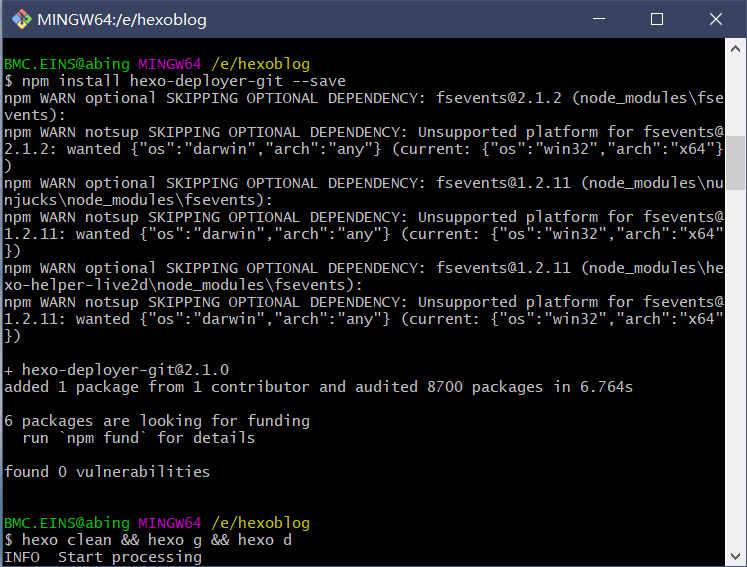 MINGW64:/e/hexoblog
BMC.EINS@abing MINGW64 /e/hexoblog
$ npm install hexo-deployer-git --save
npm WARN optional SKIPPING OPTIONAL DEPENDENCY: fsevents@2.1.2 (node_modules\fse
vents):
npm WARN notsup SKIPPING OPTIONAL DEPENDENCY: Unsupported platform for fsevents@
2.1.2: wanted {"os":"darwin","arch":"any"} (current: {"os":"win32","arch":"x64"}
)
npm WARN optional SKIPPING OPTIONAL DEPENDENCY: fsevents@1.2.11 (node_modules\nu
njucks\node_modules\fsevents):
npm WARN notsup SKIPPING OPTIONAL DEPENDENCY: Unsupported platform for fsevents@
1.2.11: wanted {"os":"darwin","arch":"any"} (current: {"os":"win32","arch":"x64"
})
npm WARN optional SKIPPING OPTIONAL DEPENDENCY: fsevents@1.2.11 (node_modules\he
xo-helper-live2d\node_modules\fsevents):
npm WARN notsup SKIPPING OPTIONAL DEPENDENCY: Unsupported platform for fsevents@
1.2.11: wanted {"os":"darwin","arch":"any"} (current: {"os":"win32","arch":"x64"
})
+ hexo-deployer-git@2.1.0
added 1 package from 1 contributor and audited 8700 packages in 6.764s
6 packages are looking for funding
  run `npm fund` for details
found 0 vulnerabilities
BMC.EINS@abing MINGW64 /e/hexoblog
$ hexo clean && hexo g && hexo d
INFO  Start processing